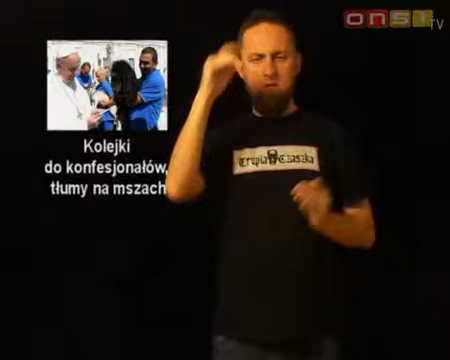 ONSI
TV
Kolejki
do konfesjonałów,
tłumy na mszach
Trupia Czaszka